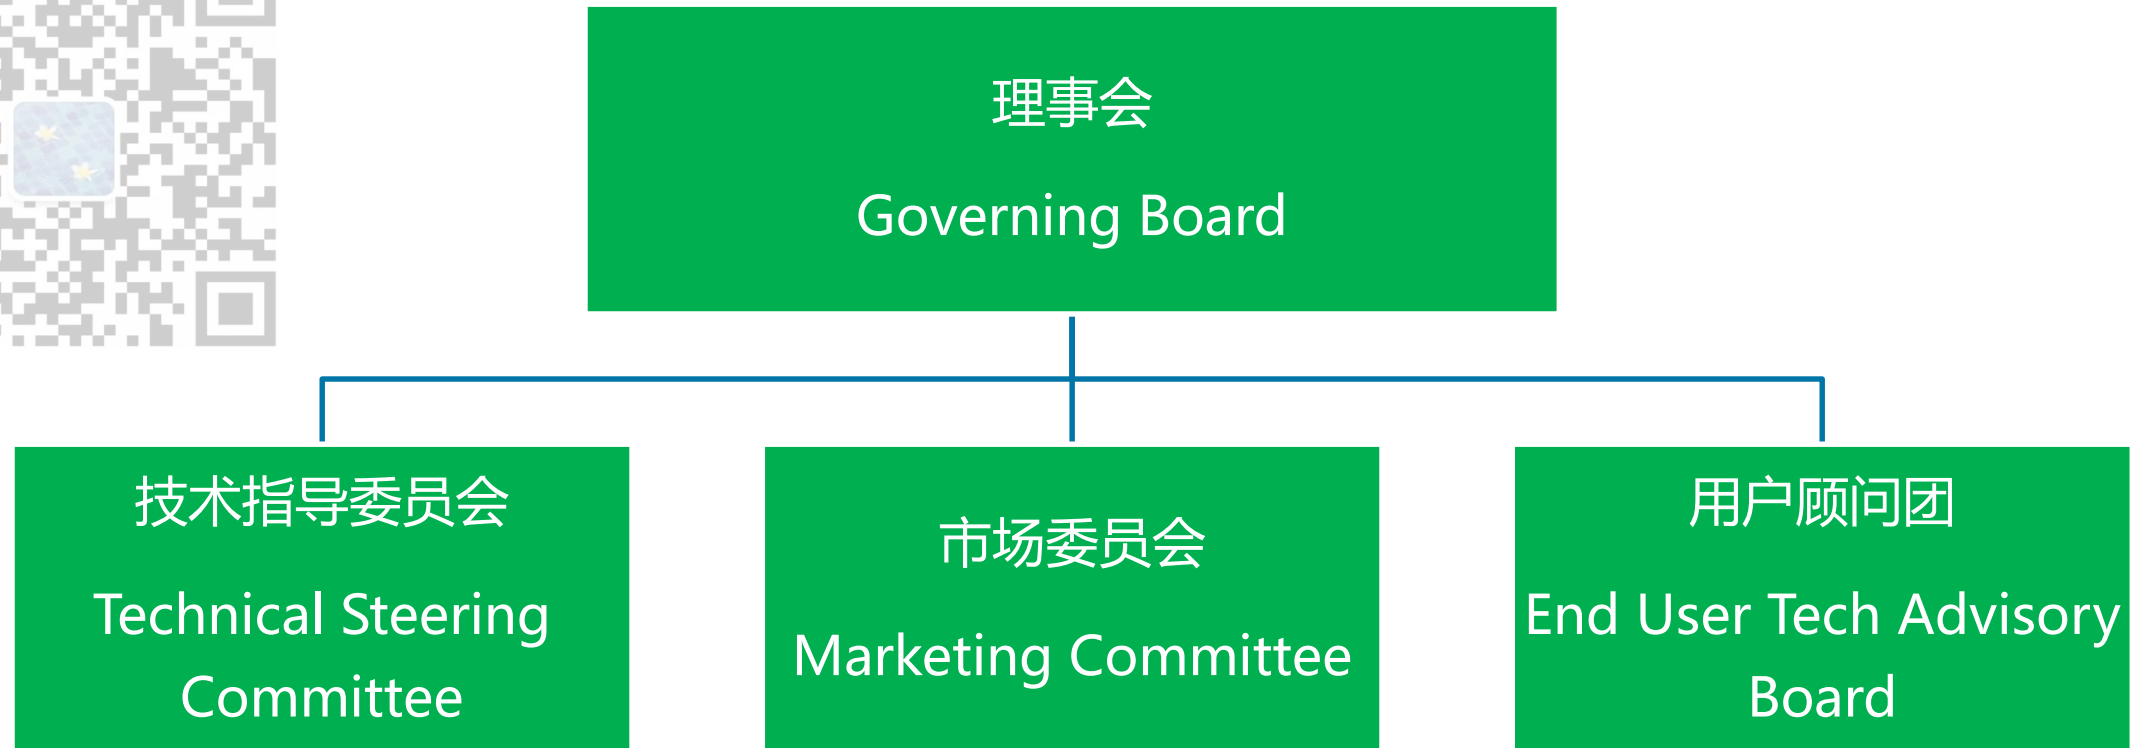 理事会
Governing Board
技术指导委员会
Technical Steering
Committee
市场委员会
Marketing Committee
用户顾问团
End User Tech Advisory
Board